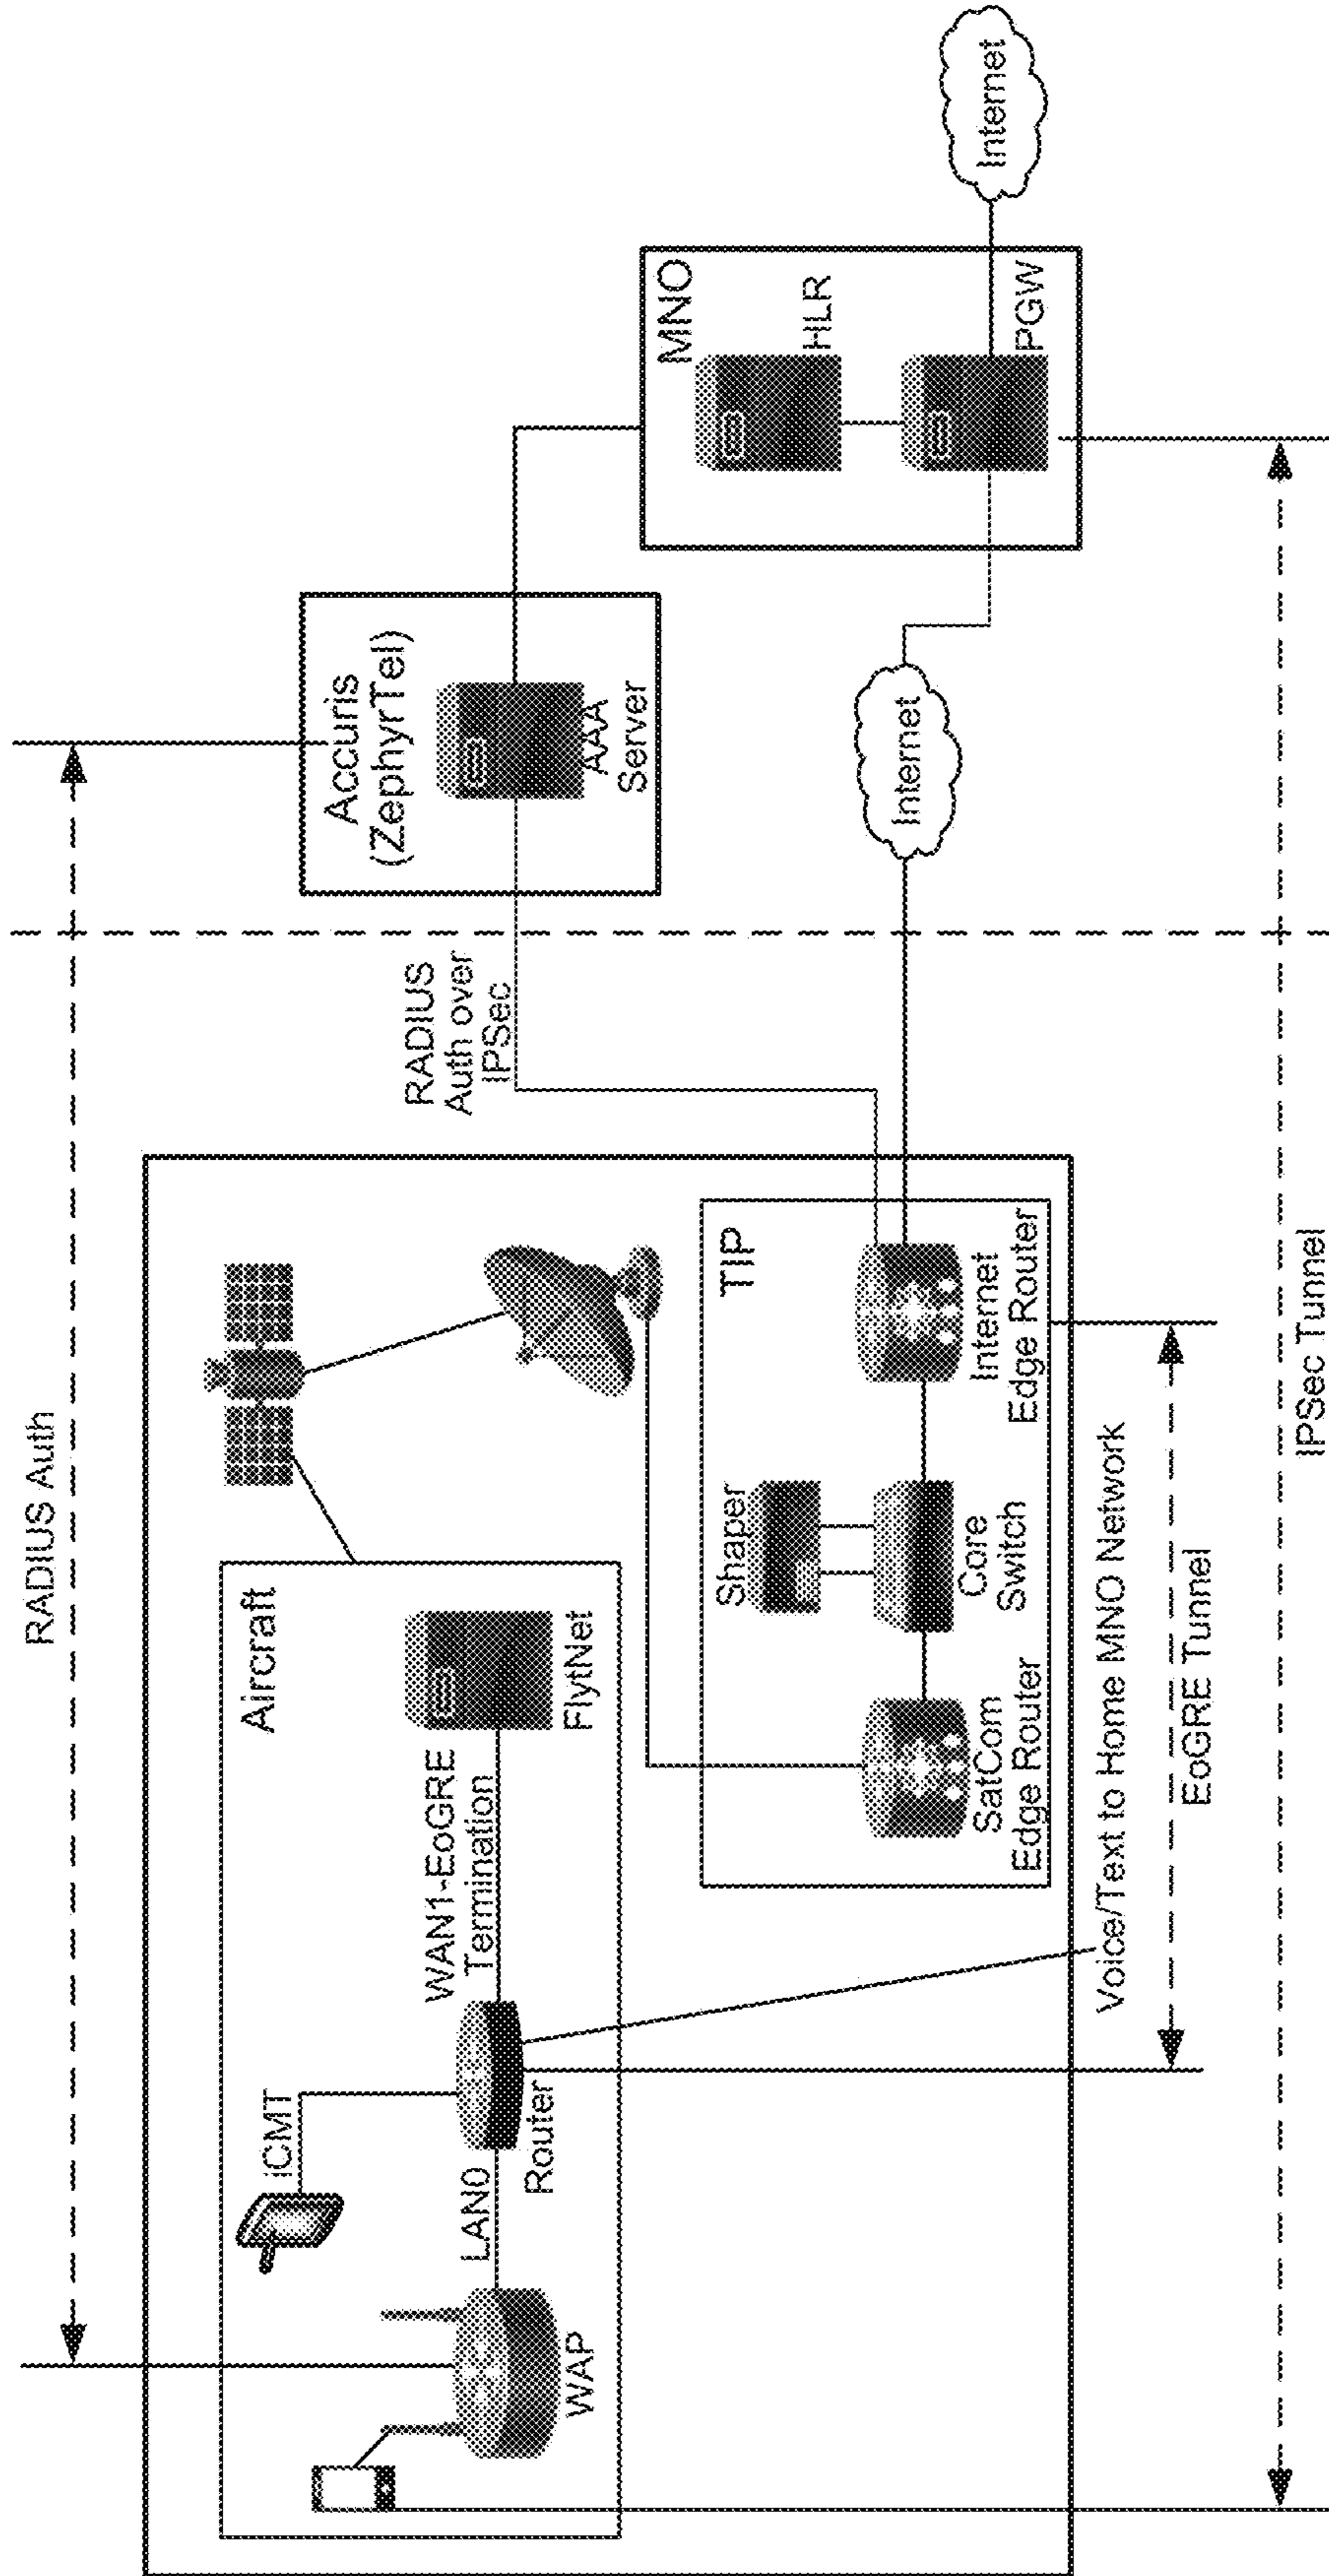 RADIUS Auth
Aircraft
iCMT
LAN0
Router
WAP
WAN1-EoGRE
Termination
FlytNet
TIP
Shaper
Core
Switch
SatCom
Edge Router
Internet
Edge Router
RADIUS
Auth over
IPSec
Accuris
(ZephyrTel)
AAA
Server
Internet
MNO
HLR
PGW
Internet
Voice/Text to Home MNO Network
EoGRE Tunnel
IPSec Tunnel